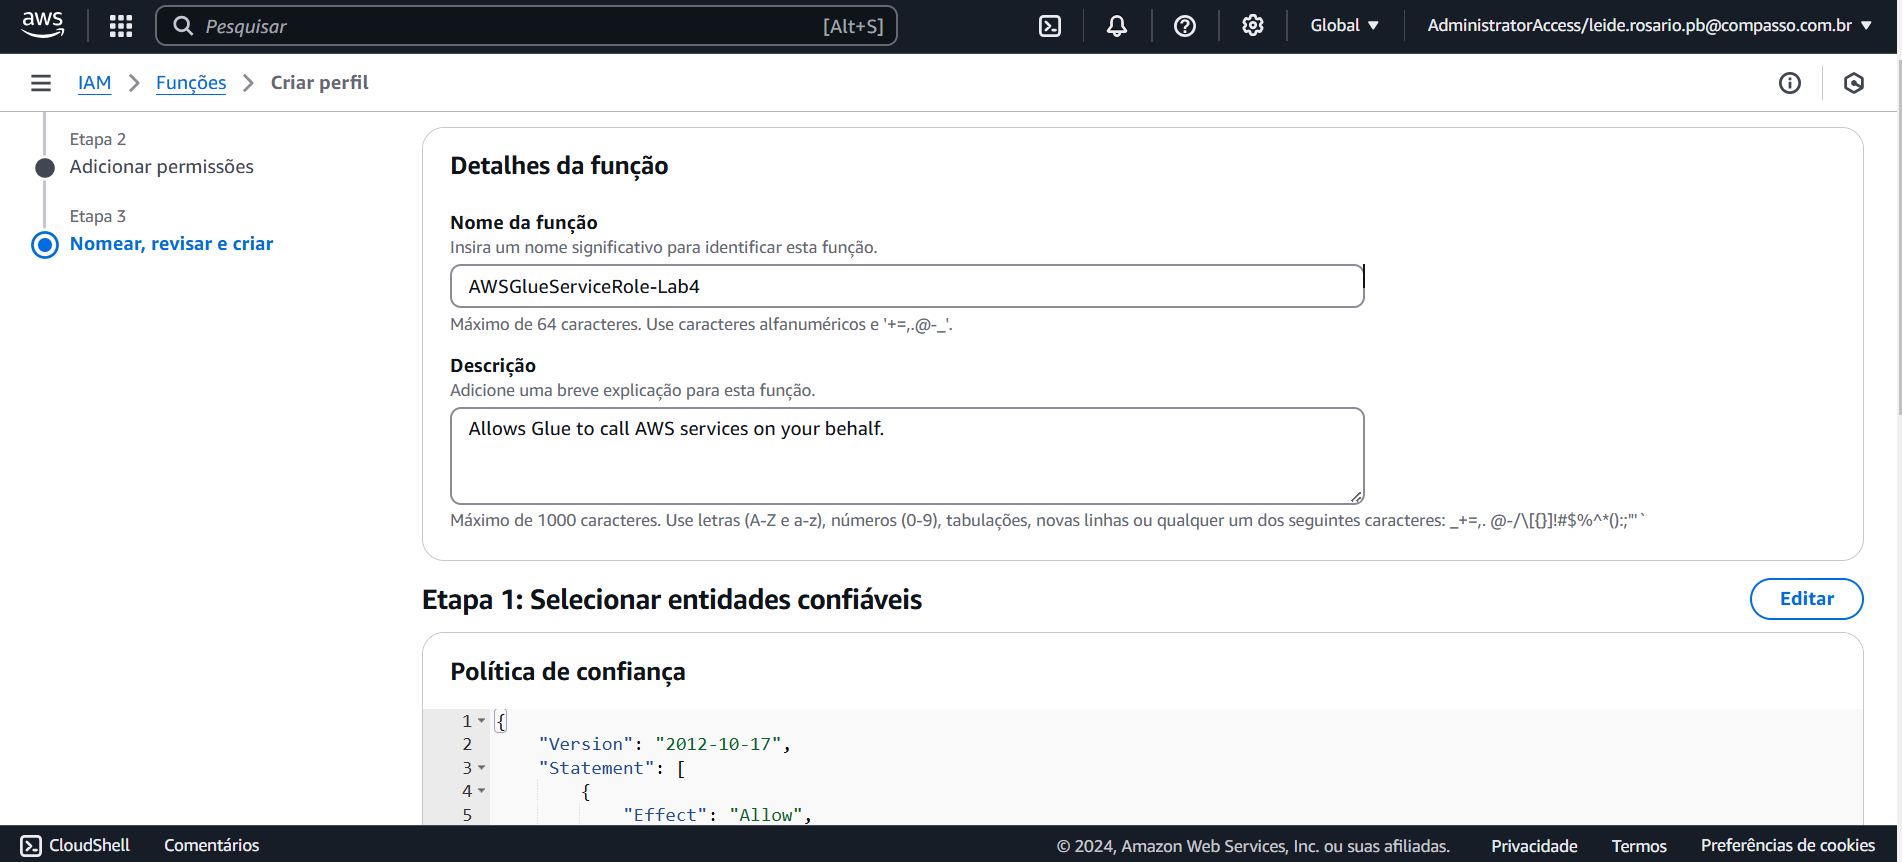 aws
Pesquisar
[Alt+S]
Global
AdministratorAccess/leide.rosario.pb@compasso.com.br
IAM
Funções
Criar perfil
Etapa 2
Adicionar permissões
Etapa 3
Nomear, revisar e criar
Detalhes da função
Nome da função
Insira um nome significativo para identificar esta função.
AWSGlueServiceRole-Lab4
Máximo de 64 caracteres. Use caracteres alfanuméricos e '+=,.@-_'.
Descrição
Adicione uma breve explicação para esta função.
Allows Glue to call AWS services on your behalf.
Máximo de 1000 caracteres. Use letras (A-Z e a-z), números (0-9), tabulações, novas linhas ou qualquer um dos seguintes caracteres: _+=,. @-/\[{}]!#$%^*():;"'`
Etapa 1: Selecionar entidades confiáveis
Editar
Política de confiança
1 {
2 "Version": "2012-10-17",
3 "Statement": [
4 {
5 "Effect": "Allow",
CloudShell
Comentários
© 2024, Amazon Web Services, Inc. ou suas afiliadas.
Privacidade
Termos
Preferências de cookies